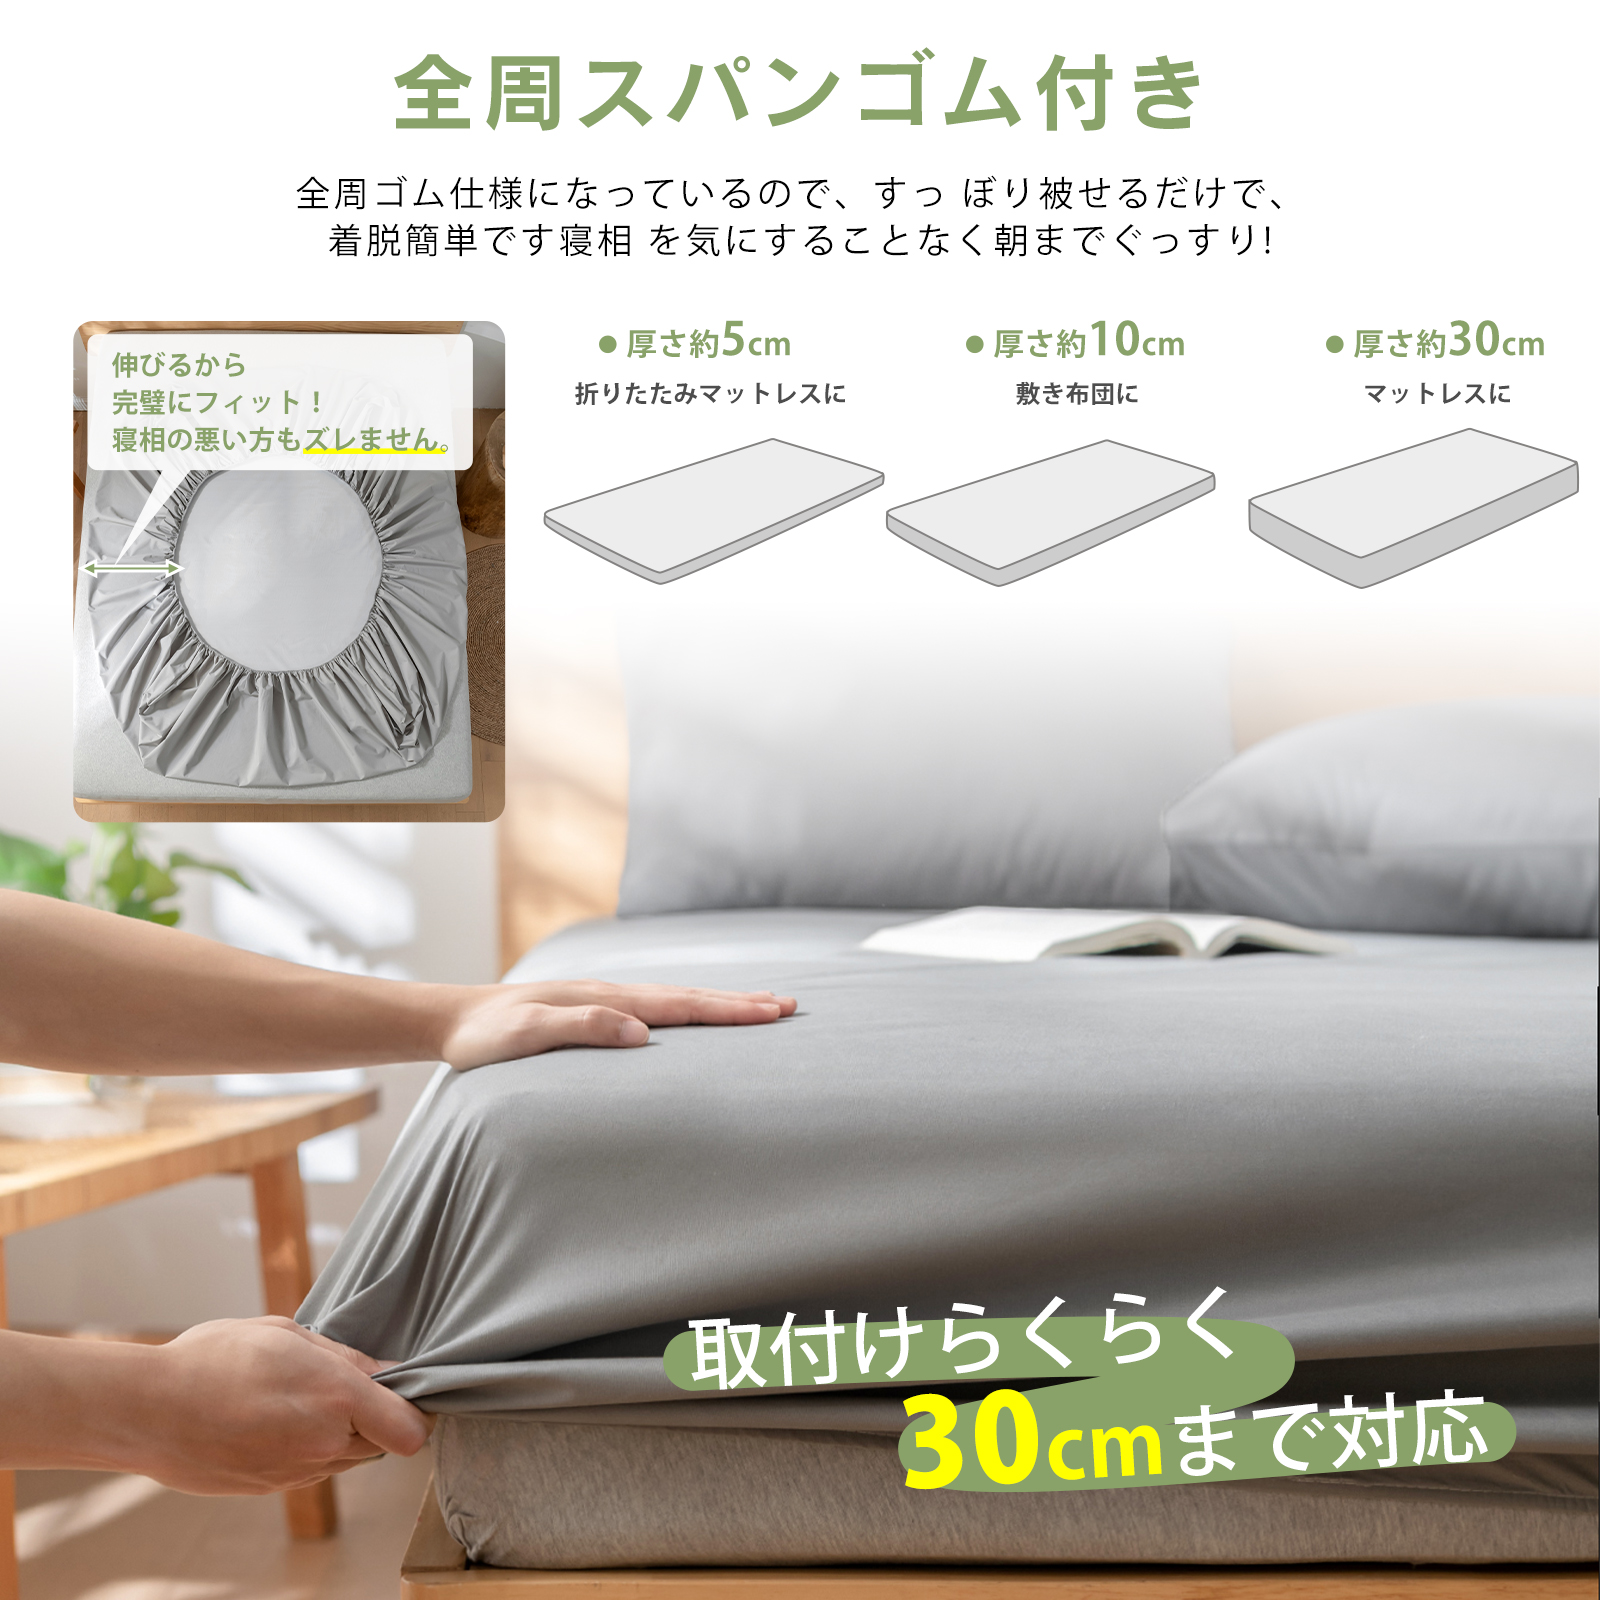 全周スパンゴム付き
全周ゴム仕様になっているので、すっ ぽり被せるだけで、
着脱簡単です寝相 を気にすることなく朝までぐっすり!
伸びるから
完璧にフィット！
寝相の悪い方もズレません。
●厚さ約5cm
折りたたみマットレスに
●厚さ約10cm
敷き布団に
●厚さ約30cm
マットレスに
取付けらくらく
30cmまで対応